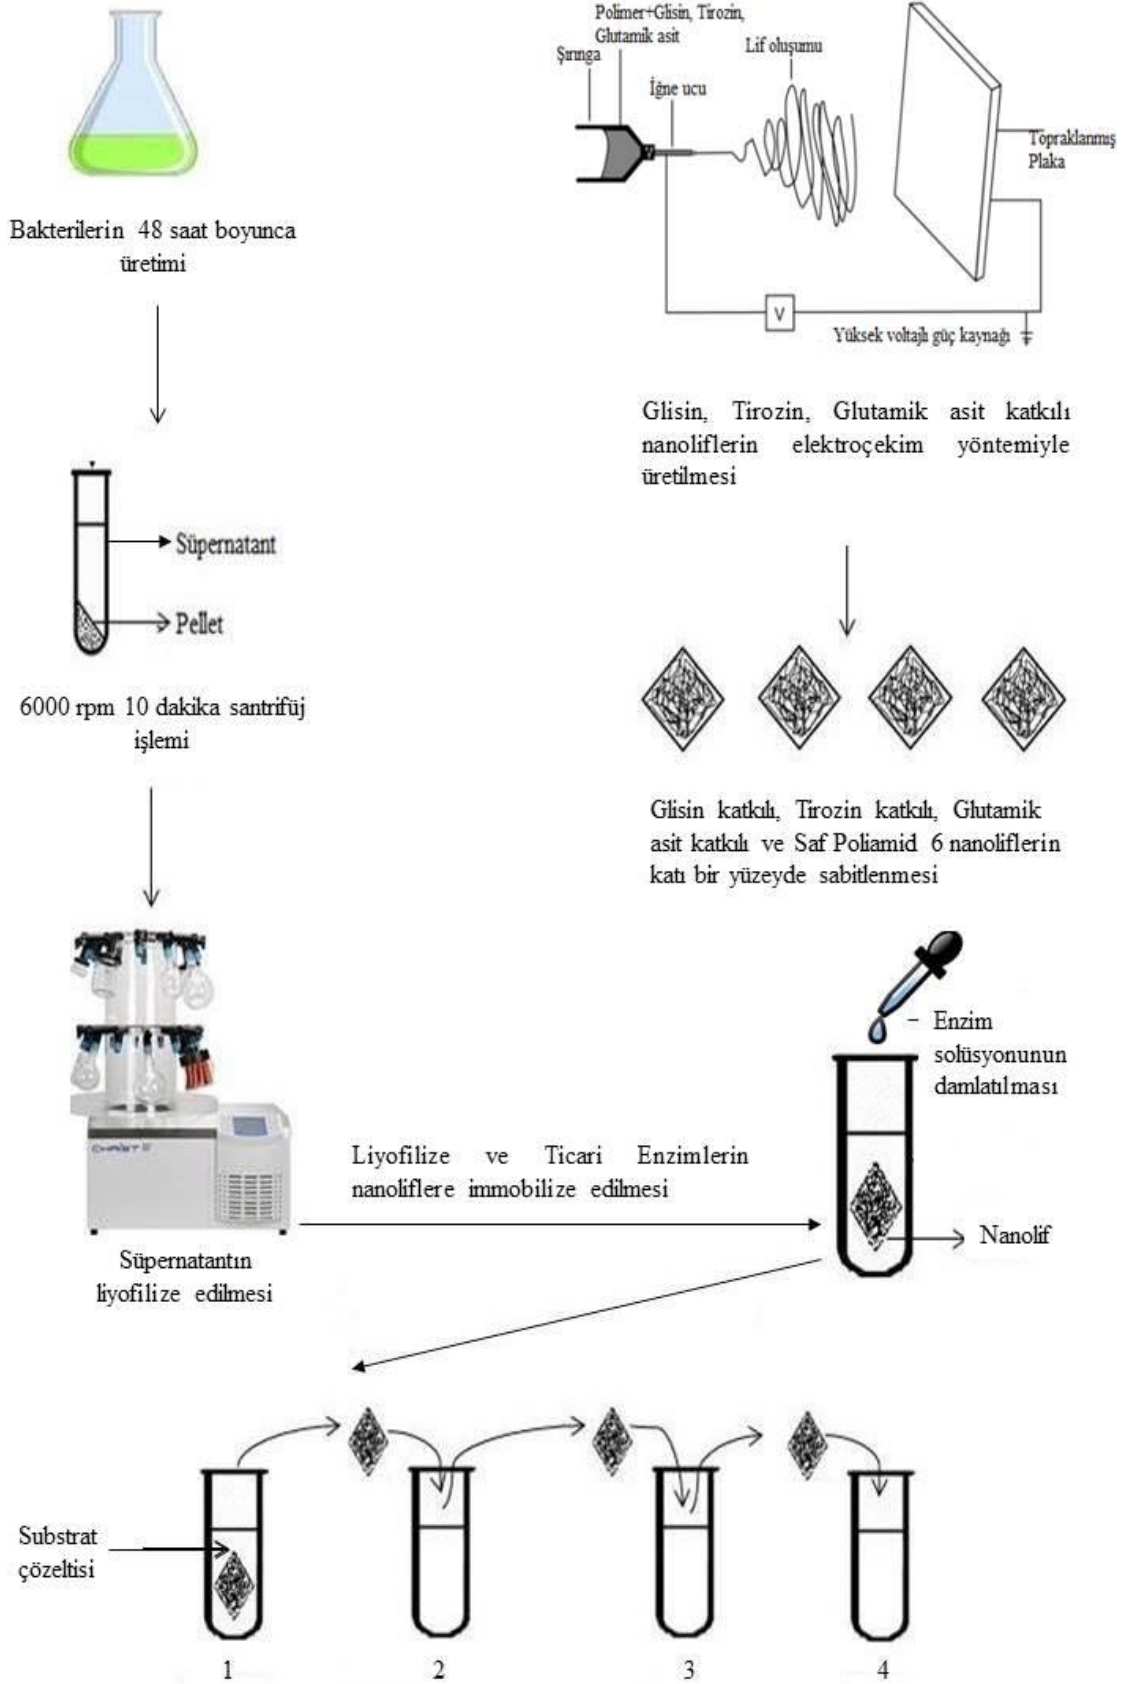 Polimer+Glisin, Tirozin,
Glutamik asit
Şırınga
İğne ucu
Lif oluşumu
Topraklanmış
Plaka
V
Yüksek voltajlı güç kaynağı
Bakterilerin 48 saat boyunca
üretimi
Glisin, Tirozin, Glutamik asit katkılı
nanoliflerin elektroçekim yöntemiyle
üretilmesi
Süpernatant
Pellet
6000 rpm 10 dakika santrifüj
işlemi
Glisin katkılı, Tirozin katkılı, Glutamik
asit katkılı ve Saf Poliamid 6 nanoliflerin
katı bir yüzeyde sabitlenmesi
Enzim
solüsyonunun
damlatılması
CHRIST
Liyofilize ve Ticari Enzimlerin
nanoliflere immobilize edilmesi
Nanolif
Süpernatantın
liyofilize edilmesi
Substrat
çözeltisi
1
2
3
4